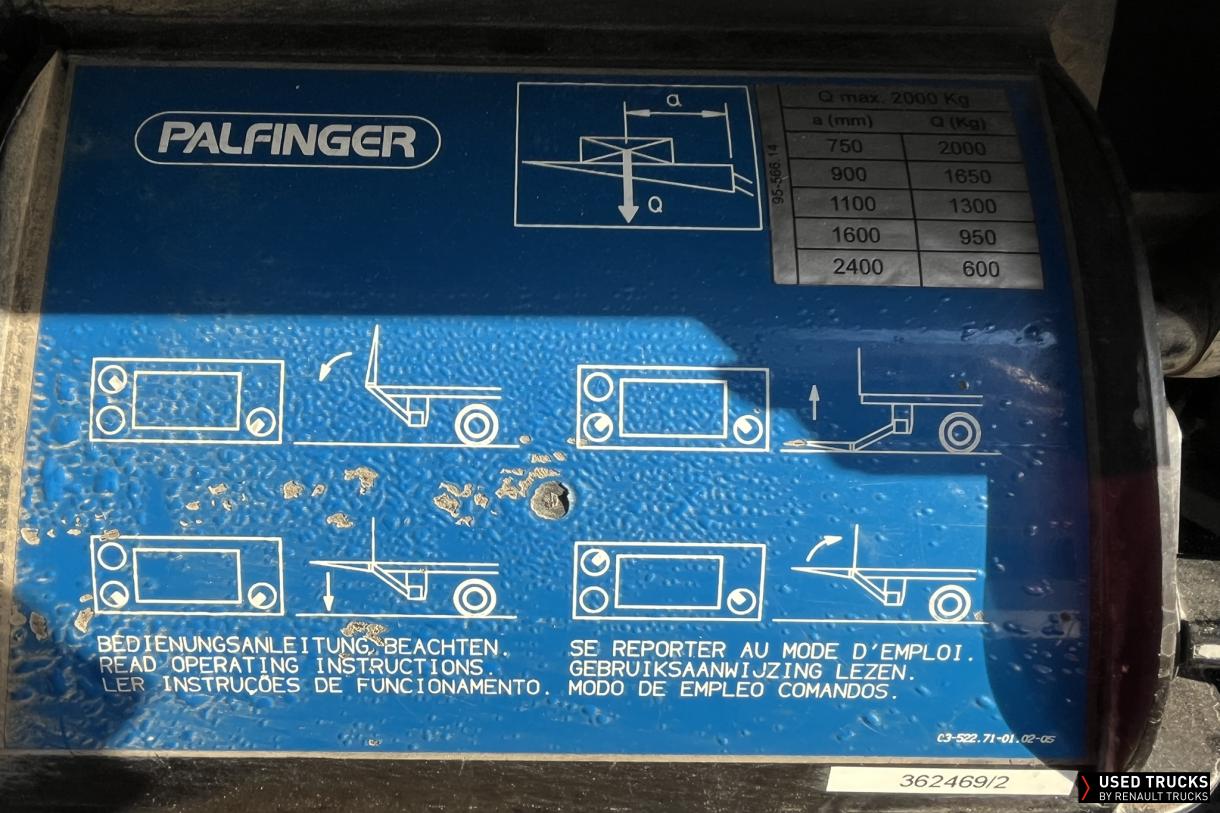 PALFINGER
a
Q
95-566.14
Q max. 2000 Kg
a (mm) Q (Kg)
750 2000
900 1650
1100 1300
1600 950
2400 600
BEDIENUNGSANLEITUNG BEACHTEN.
READ OPERATING INSTRUCTIONS.
LER INSTRUÇÕES DE FUNCIONAMENTO.
SE REPORTER AU MODE D'EMPLOI.
GEBRUIKSAANWIJZING LEZEN.
MODO DE EMPLEO COMANDOS.
C3-522.71-01.02-05
362469/2
USED TRUCKS
BY RENAULT TRUCKS